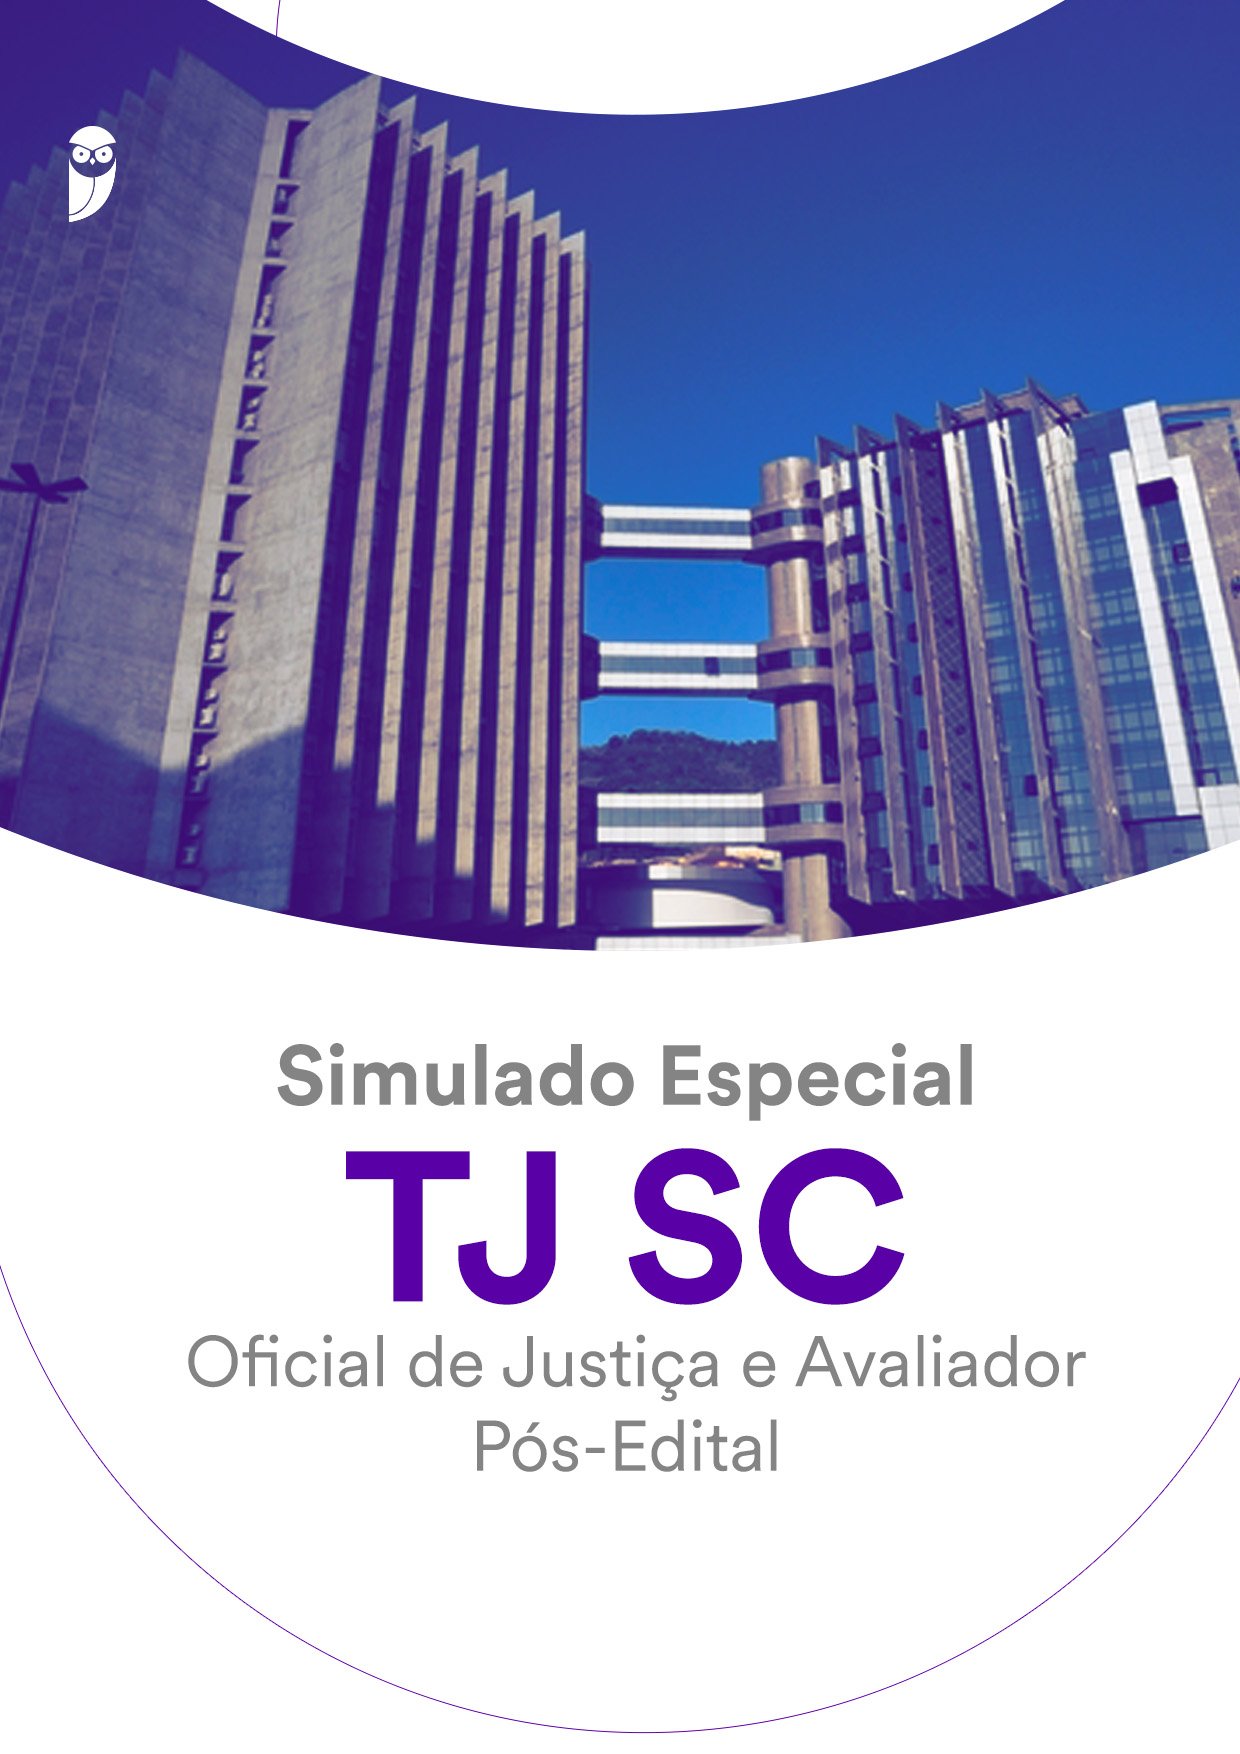 Simulado Especial
TJ SC
Oficial de Justiça e Avaliador
Pós-Edital